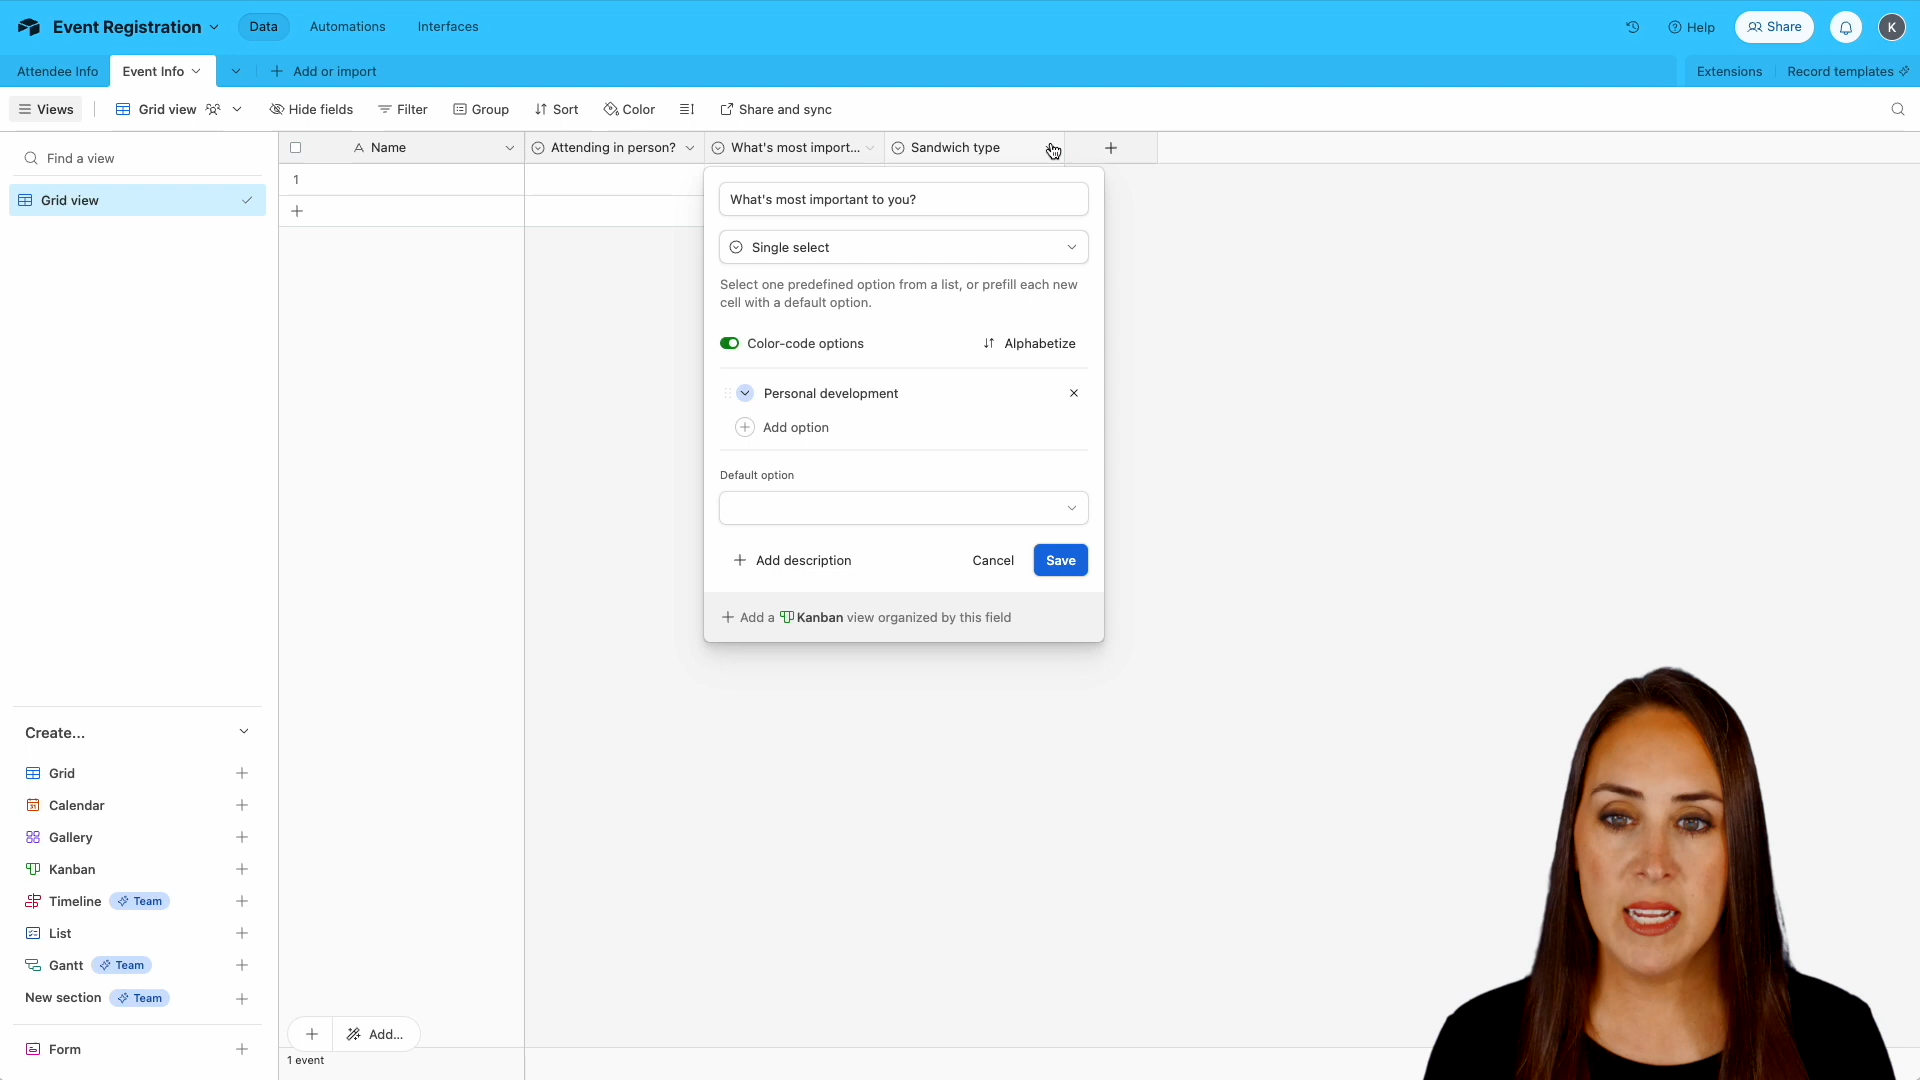 Event Registration
Data
Automations
Interfaces
Help
Share
K
Attendee Info
Event Info
Add or import
Extensions
Record templates
Views
Grid view
Hide fields
Filter
Group
Sort
Color
Share and sync
Find a view
Grid view
Name
Attending in person?
What's most import...
Sandwich type
1
What's most important to you?
Single select
Select one predefined option from a list, or prefill each new
cell with a default option.
Color-code options
Alphabetize
Personal development
Add option
Default option
Add description
Cancel
Save
Add a Kanban view organized by this field
Create...
Grid
Calendar
Gallery
Kanban
Timeline
Team
List
Gantt
Team
New section
Team
Form
Add...
1 event